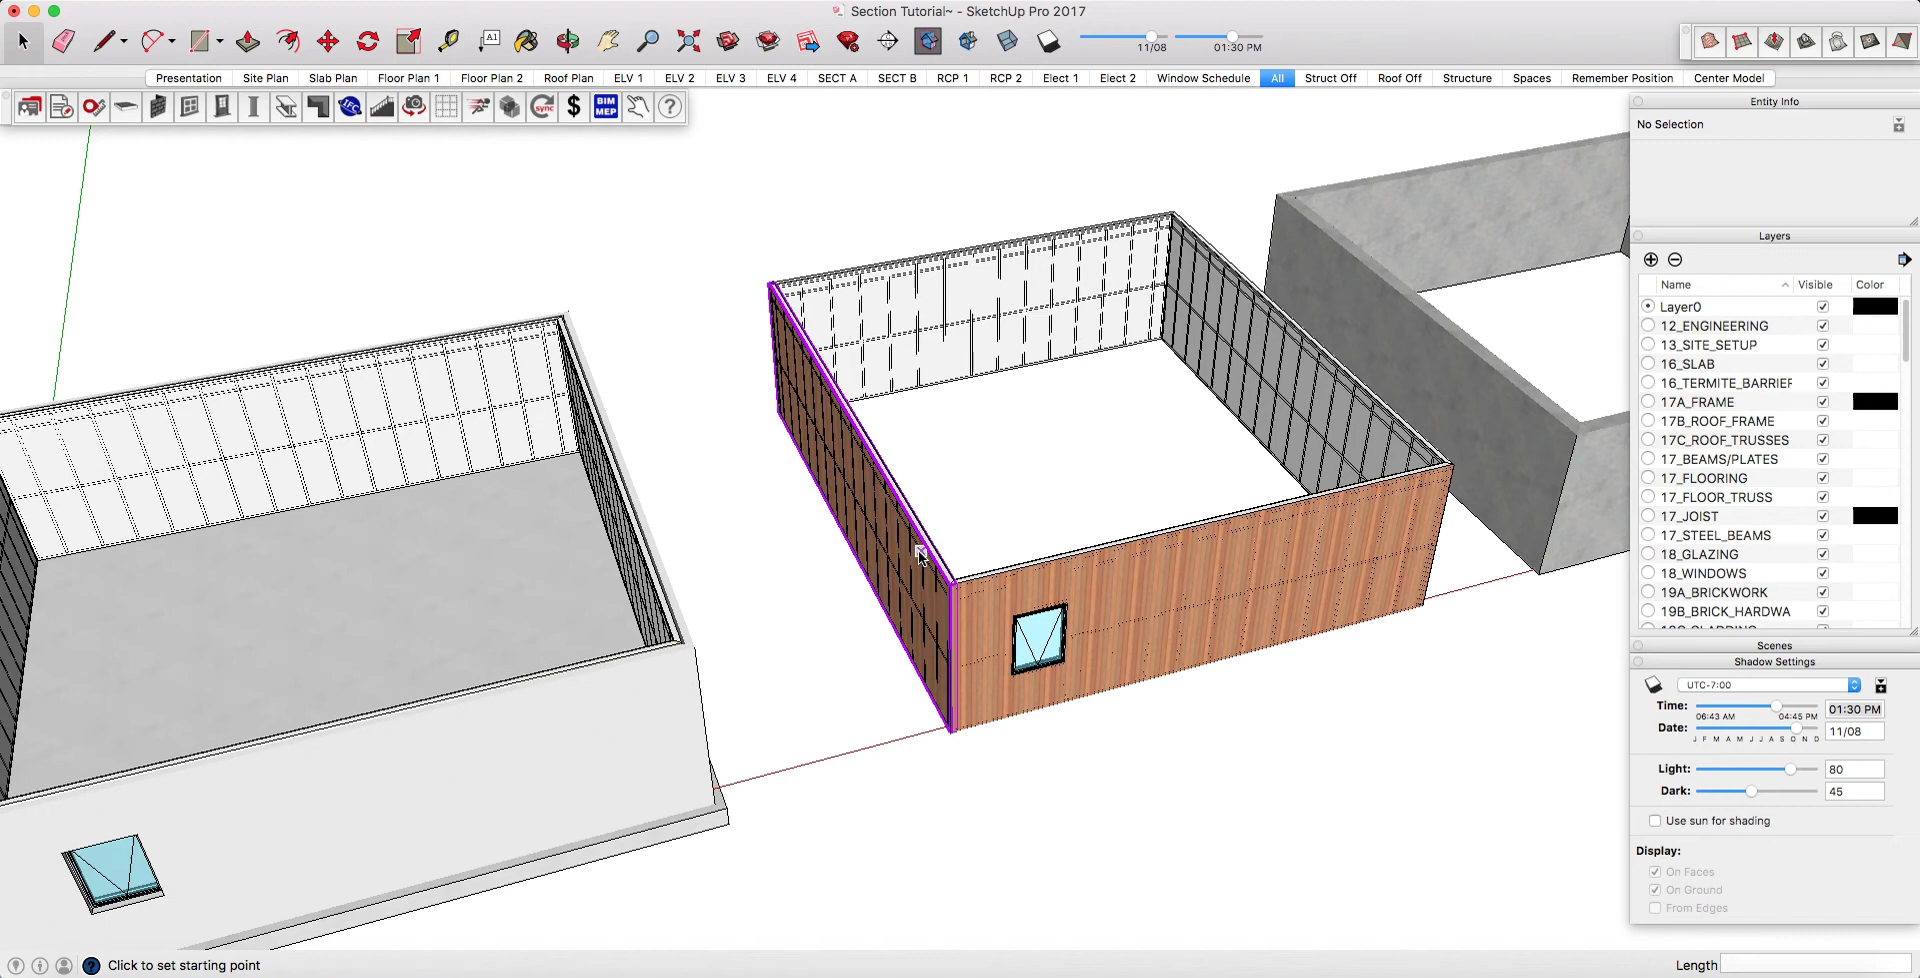 Section Tutorial~ - SketchUp Pro 2017
A1
11/08
01:30 PM
Presentation
Site Plan
Slab Plan
Floor Plan 1
Floor Plan 2
Roof Plan
ELV 1
ELV 2
ELV 3
ELV 4
SECT A
SECT B
RCP 1
RCP 2
Elect 1
Elect 2
Window Schedule
All
Struct Off
Roof Off
Structure
Spaces
Remember Position
Center Model
IFC
sync
$
BIM
MEP
?
Entity Info
No Selection
Layers
Name
Visible
Color
Layer0
12_ENGINEERING
13_SITE_SETUP
16_SLAB
16_TERMITE_BARRIER
17A_FRAME
17B_ROOF_FRAME
17C_ROOF_TRUSSES
17_BEAMS/PLATES
17_FLOORING
17_FLOOR_TRUSS
17_JOIST
17_STEEL_BEAMS
18_GLAZING
18_WINDOWS
19A_BRICKWORK
19B_BRICK_HARDWA
Scenes
Shadow Settings
UTC-7:00
Time:
06:43 AM
04:45 PM
01:30 PM
Date:
J F M A M J J A S O N D
11/08
Light:
80
Dark:
45
Use sun for shading
Display:
On Faces
On Ground
From Edges
?
Click to set starting point
Length